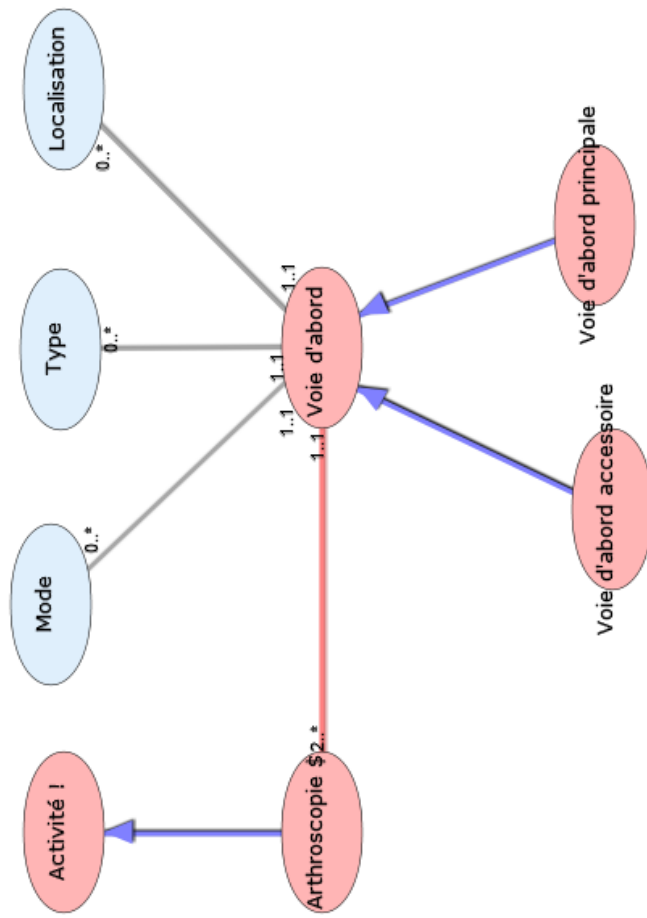 Activité !
Mode
Type
Localisation
0..*
0..*
0..*
1..1
1..1
1..1
Arthroscopie $
2..*
1..1
Voie d'abord
Voie d'abord accessoire
Voie d'abord principale